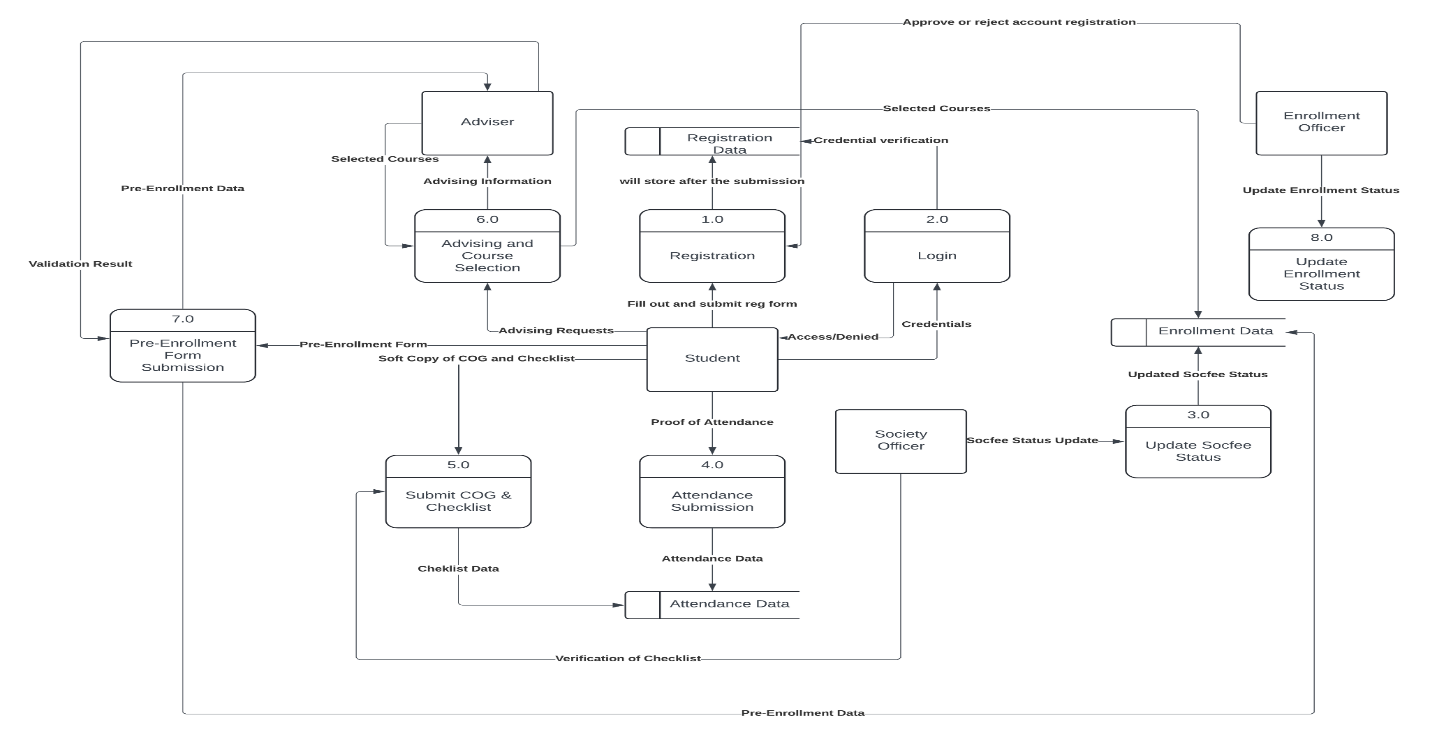 Approve or reject account registration
Selected Courses
Adviser
Enrollment
Officer
Registration
Data
Credential verification
Selected Courses
Advising Information
will store after the submission
Pre-Enrollment Data
Update Enrollment Status
6.0
Advising and
Course
Selection
1.0
Registration
2.0
Login
8.0
Update
Enrollment
Status
Validation Result
Fill out and submit reg form
7.0
Pre-Enrollment
Form
Submission
Advising Requests
Credentials
Access/Denied
Enrollment Data
Pre-Enrollment Form
Soft Copy of COG and Checklist
Student
Updated Socfee Status
Proof of Attendance
Society
Officer
Socfee Status Update
3.0
Update Socfee
Status
5.0
Submit COG &
Checklist
4.0
Attendance
Submission
Attendance Data
Cheklist Data
Attendance Data
Verification of Checklist
Pre-Enrollment Data